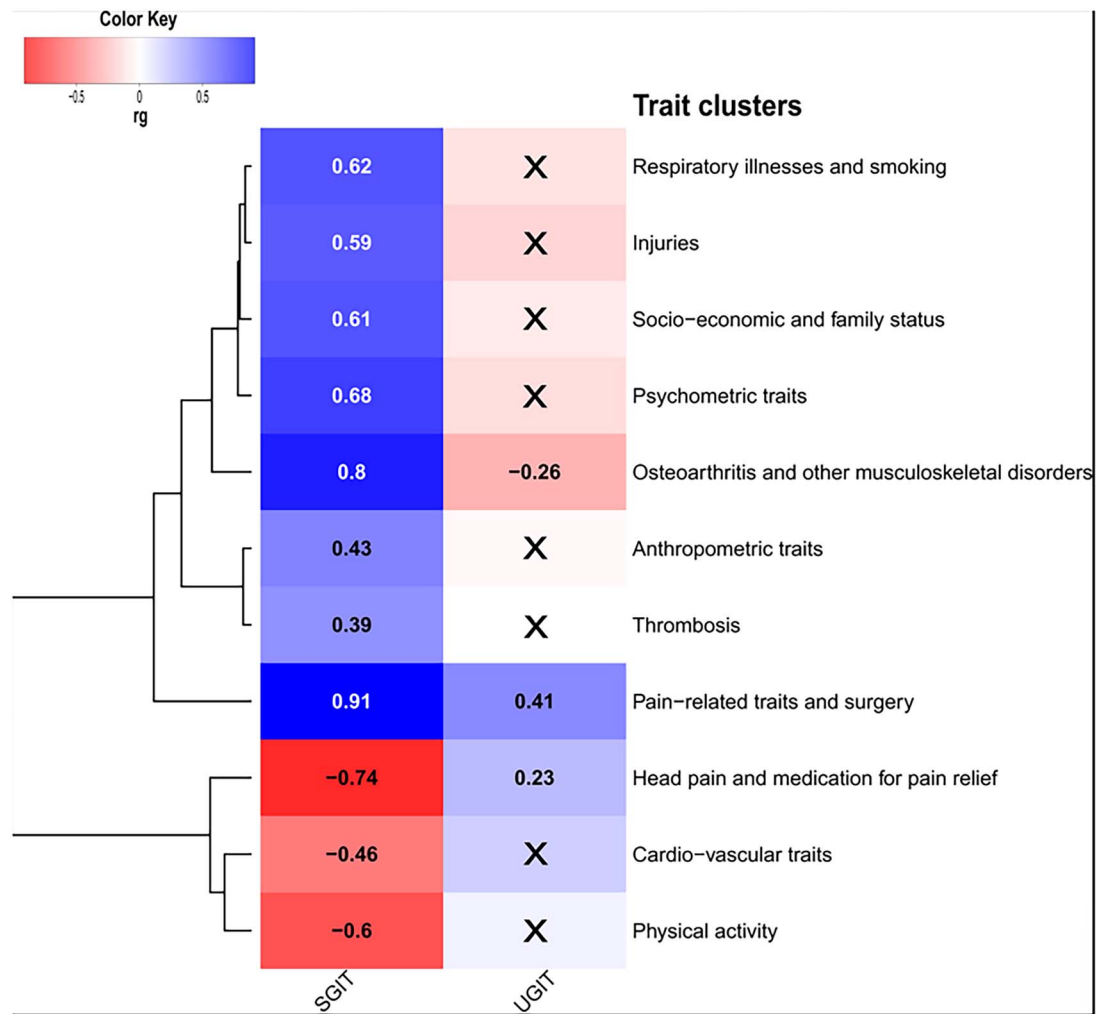 Color Key
−0.5 0 0.5
rg
Trait clusters
0.62 X Respiratory illnesses and smoking
0.59 X Injuries
0.61 X Socio−economic and family status
0.68 X Psychometric traits
0.8 −0.26 Osteoarthritis and other musculoskeletal disorders
0.43 X Anthropometric traits
0.39 X Thrombosis
0.91 0.41 Pain−related traits and surgery
−0.74 0.23 Head pain and medication for pain relief
−0.46 X Cardio−vascular traits
−0.6 X Physical activity
SGIT UGIT